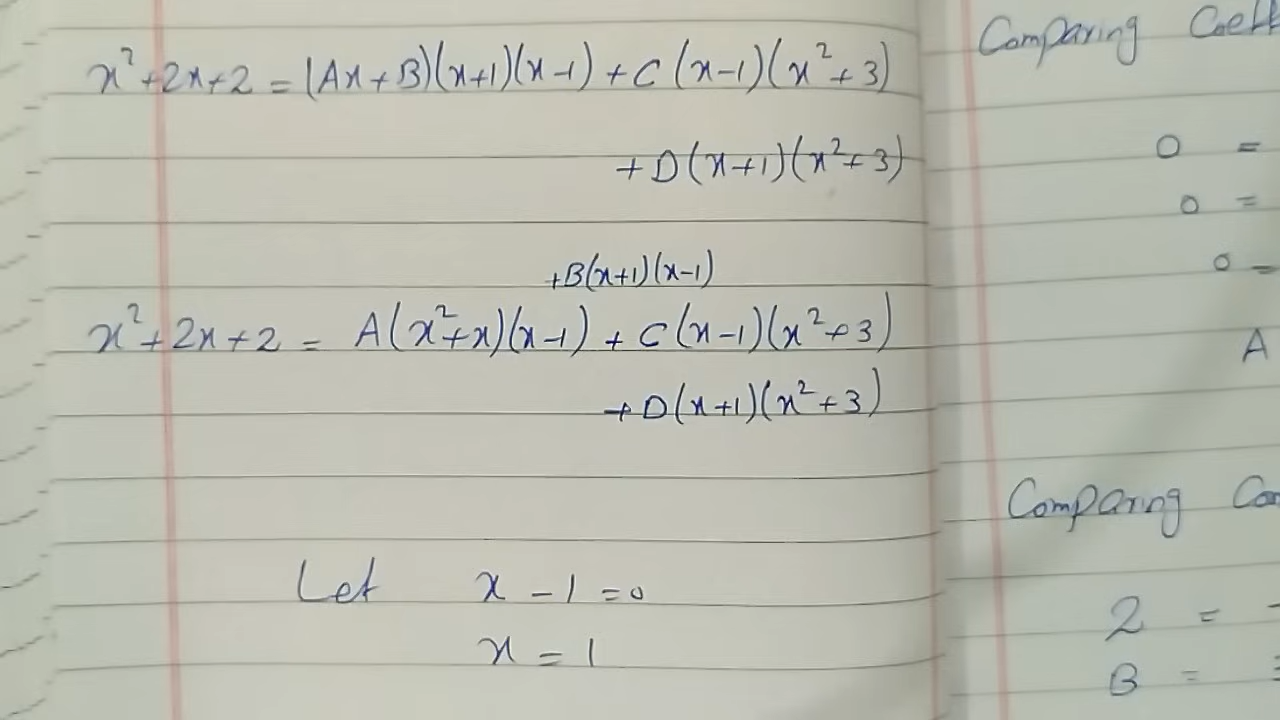 x² + 2x + 2 = (Ax + B)(x+1)(x-1) + C(x-1)(x²+3)
+ D(x+1)(x²+3)
+B(x+1)(x-1)
x² + 2x + 2 = A(x²+x)(x-1) + C(x-1)(x²+3)
+ D(x+1)(x²+3)
Let x - 1 = 0
x = 1
Comparing
0 =
0 =
0 =
A
Comparing
2 =
B =